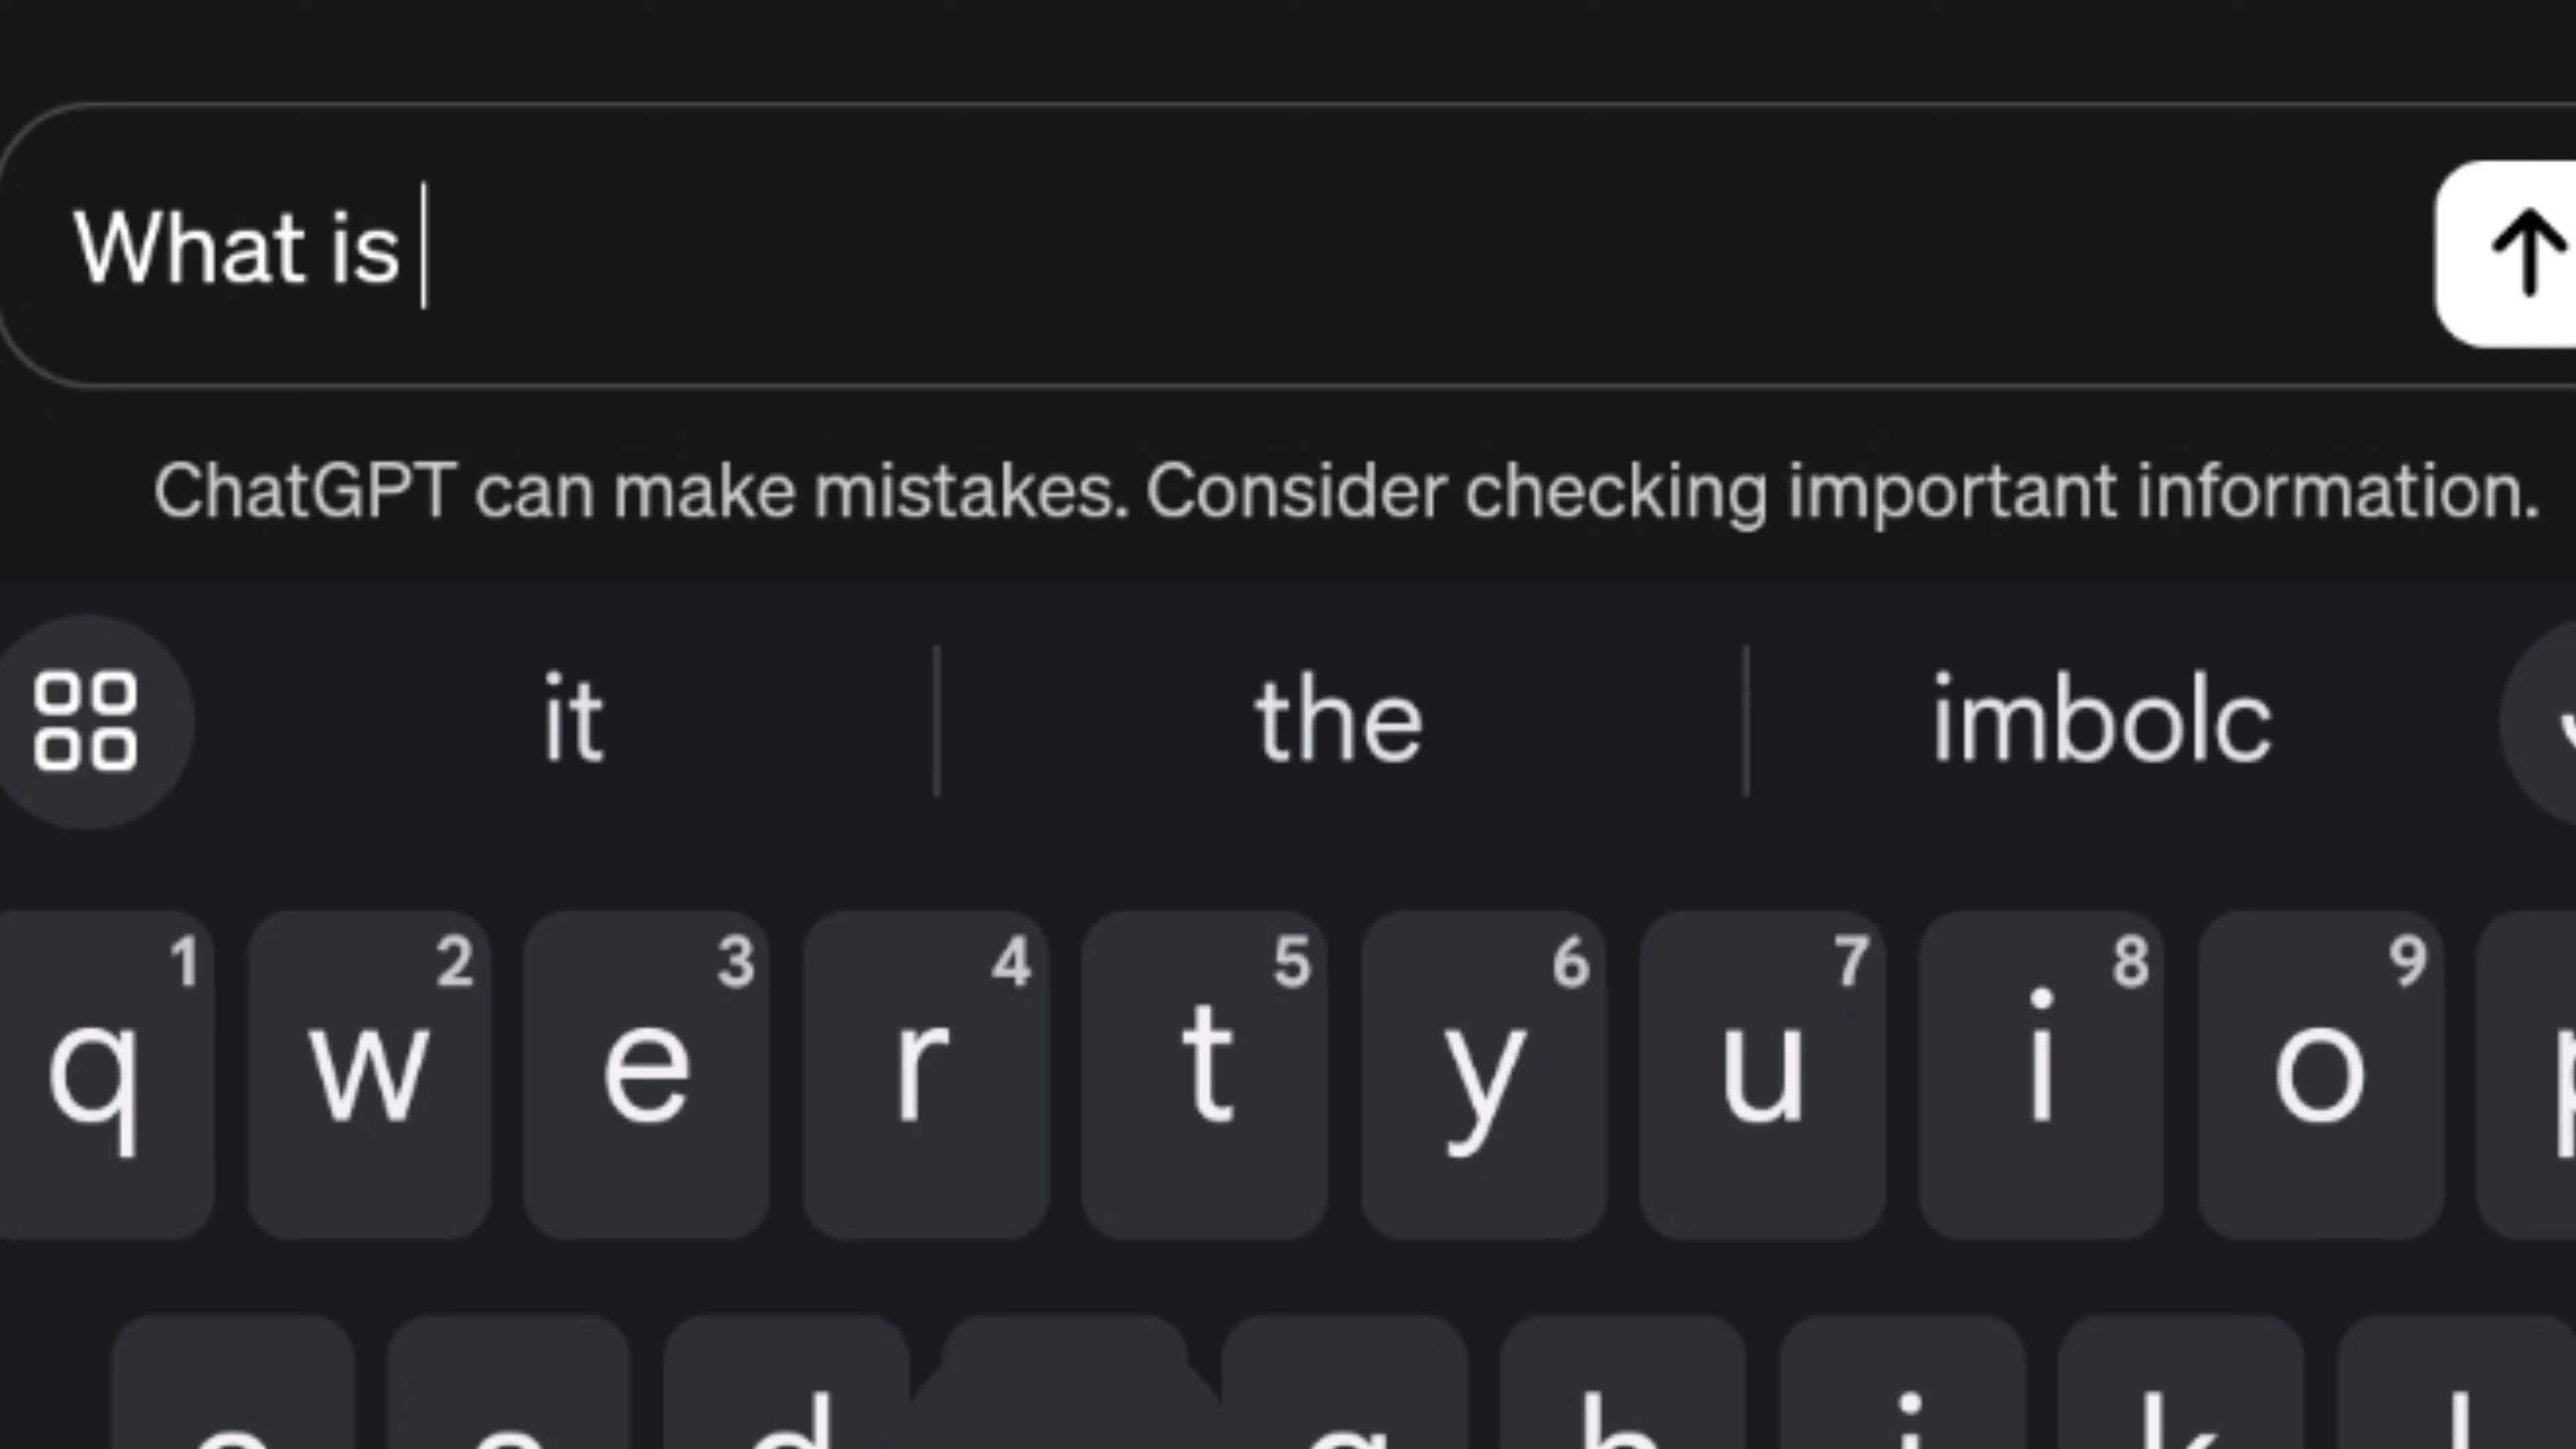 What is
ChatGPT can make mistakes. Consider checking important information.
it the imbolc
1 2 3 4 5 6 7 8 9
q w e r t y u i o p
a s d g h j k l